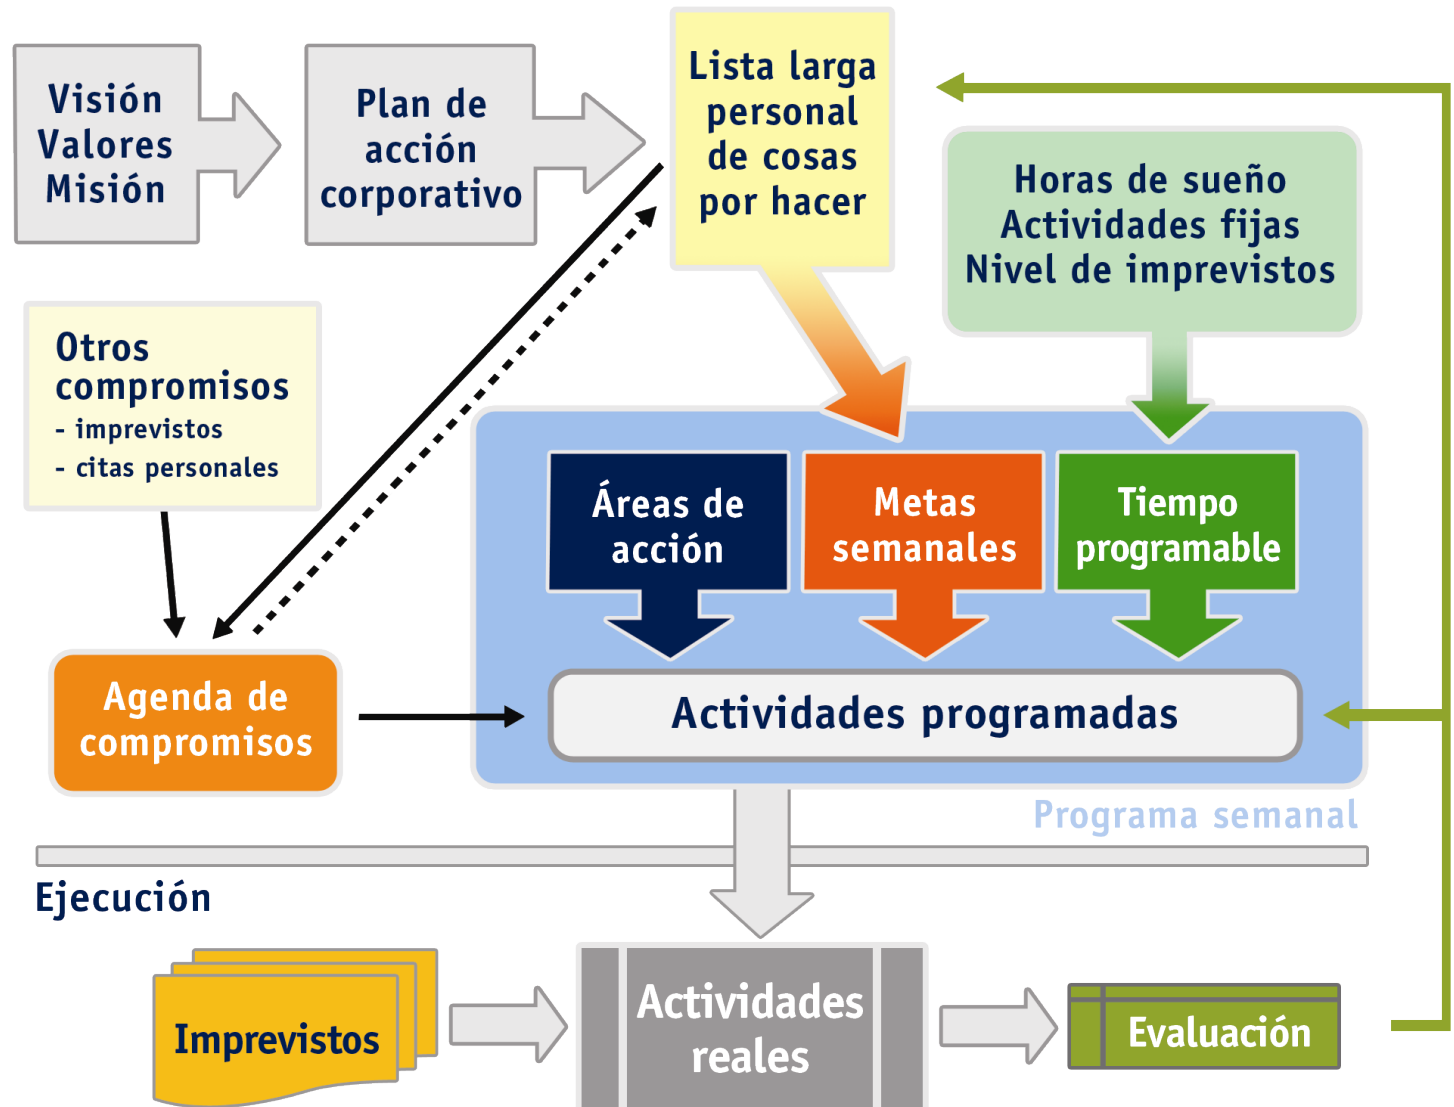 Visión
Valores
Misión
Plan de
acción
corporativo
Lista larga
personal
de cosas
por hacer
Horas de sueño
Actividades fijas
Nivel de imprevistos
Otros
compromisos
- imprevistos
- citas personales
Áreas de
acción
Metas
semanales
Tiempo
programable
Agenda de
compromisos
Actividades programadas
Programa semanal
Ejecución
Imprevistos
Actividades
reales
Evaluación